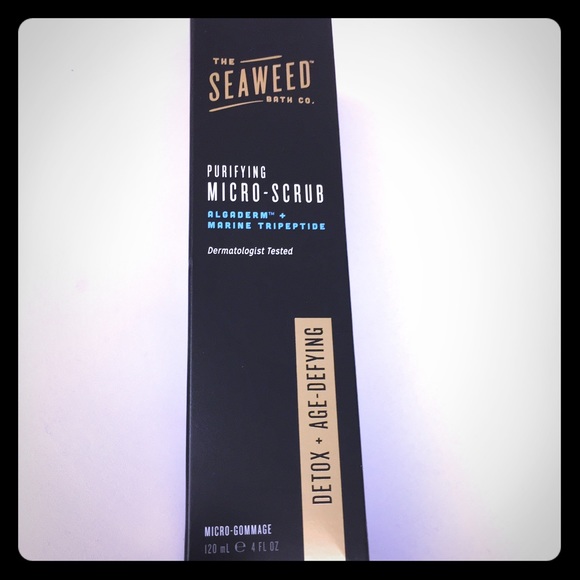 THE
SEAWEED™
BATH CO.
PURIFYING
MICRO-SCRUB
ALGADERM™ +
MARINE TRIPEPTIDE
Dermatologist Tested
DETOX + AGE-DEFYING
MICRO-GOMMAGE
120 mL ℮ 4 FL OZ